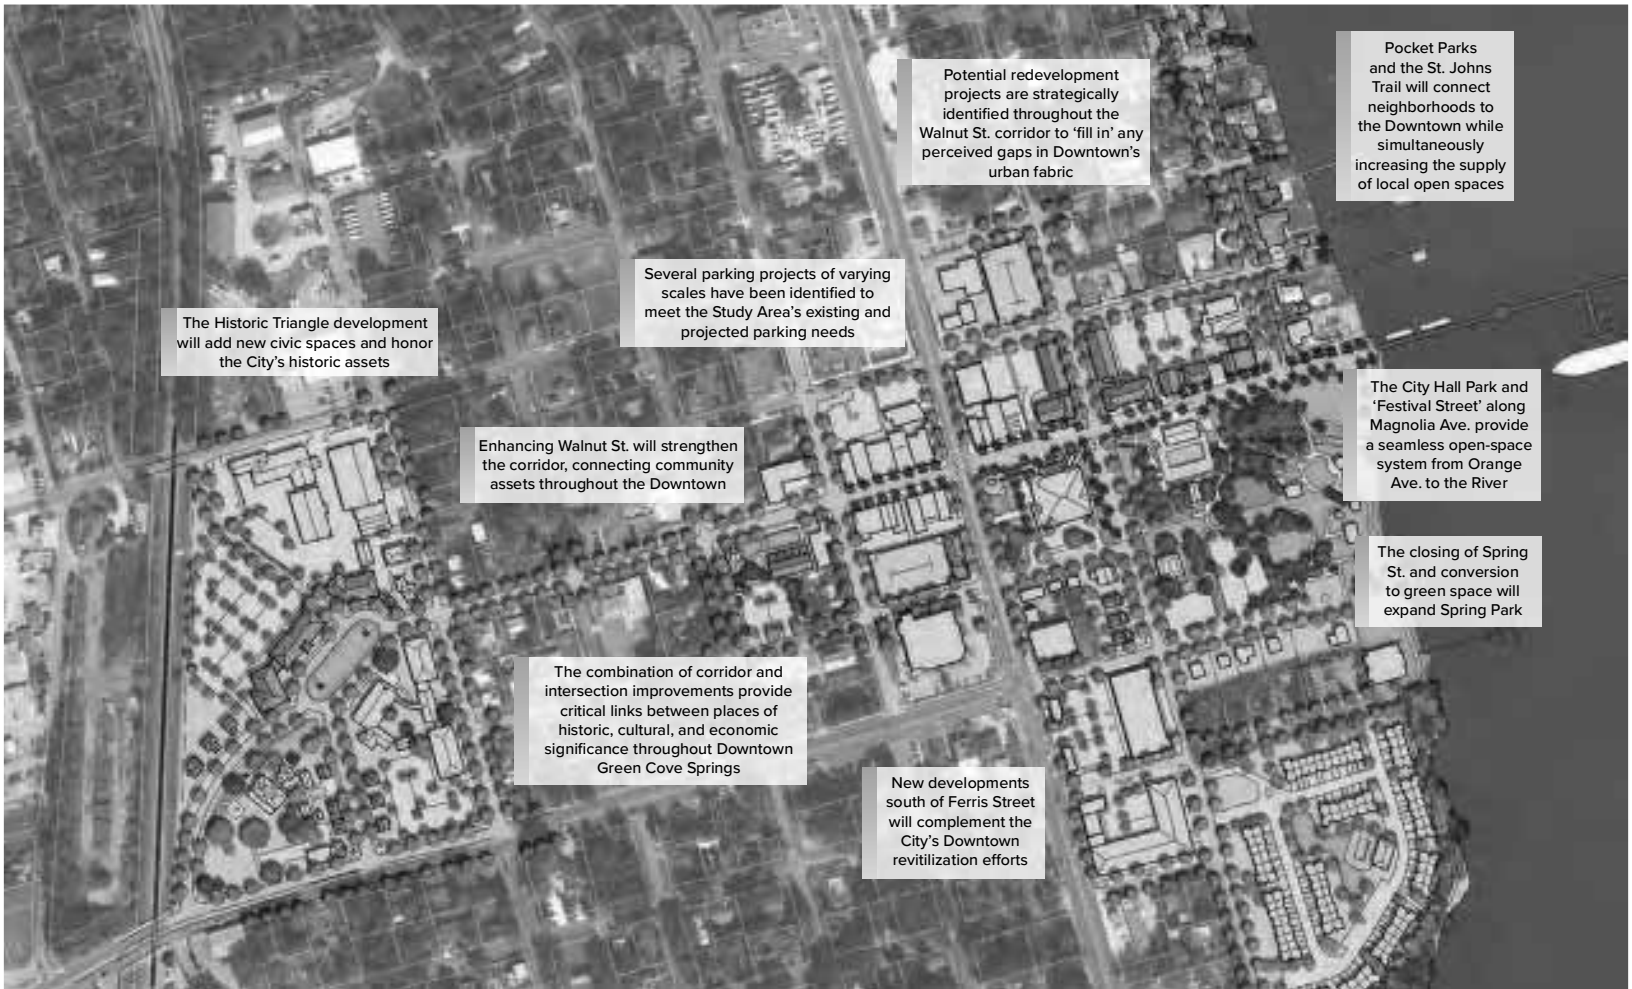 Pocket Parks
and the St. Johns
Trail will connect
neighborhoods to
the Downtown while
simultaneously
increasing the supply
of local open spaces
Potential redevelopment
projects are strategically
identified throughout the
Walnut St. corridor to ‘fill in’ any
perceived gaps in Downtown’s
urban fabric
Several parking projects of varying
scales have been identified to
meet the Study Area’s existing and
projected parking needs
The Historic Triangle development
will add new civic spaces and honor
the City’s historic assets
The City Hall Park and
‘Festival Street’ along
Magnolia Ave. provide
a seamless open-space
system from Orange
Ave. to the River
Enhancing Walnut St. will strengthen
the corridor, connecting community
assets throughout the Downtown
The closing of Spring
St. and conversion
to green space will
expand Spring Park
The combination of corridor and
intersection improvements provide
critical links between places of
historic, cultural, and economic
significance throughout Downtown
Green Cove Springs
New developments
south of Ferris Street
will complement the
City’s Downtown
revitilization efforts